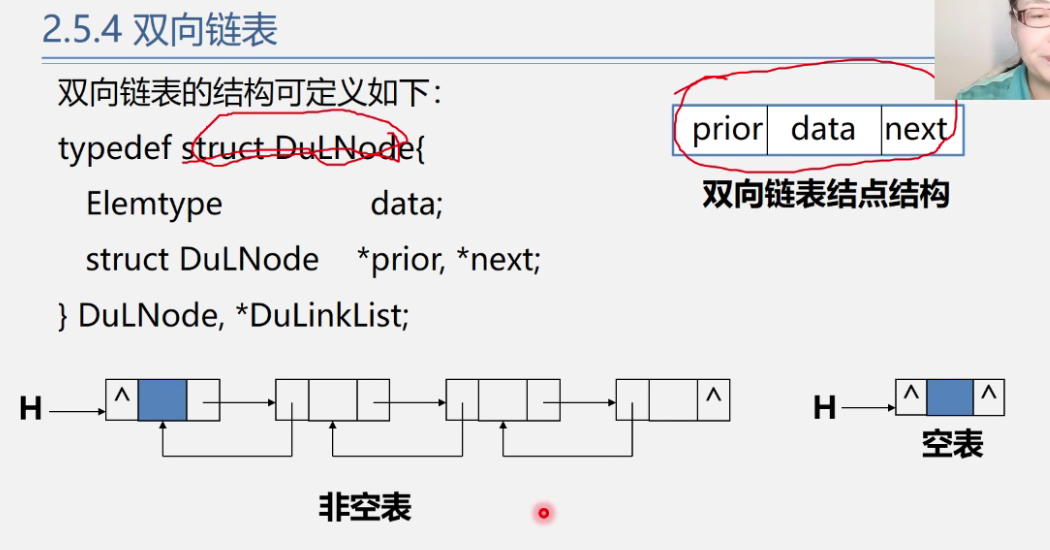 2.5.4 双向链表
双向链表的结构可定义如下：
typedef struct DuLNode{
Elemtype data;
struct DuLNode *prior, *next;
} DuLNode, *DuLinkList;
prior data next
双向链表结点结构
H ^ ^
非空表
H ^ ^
空表